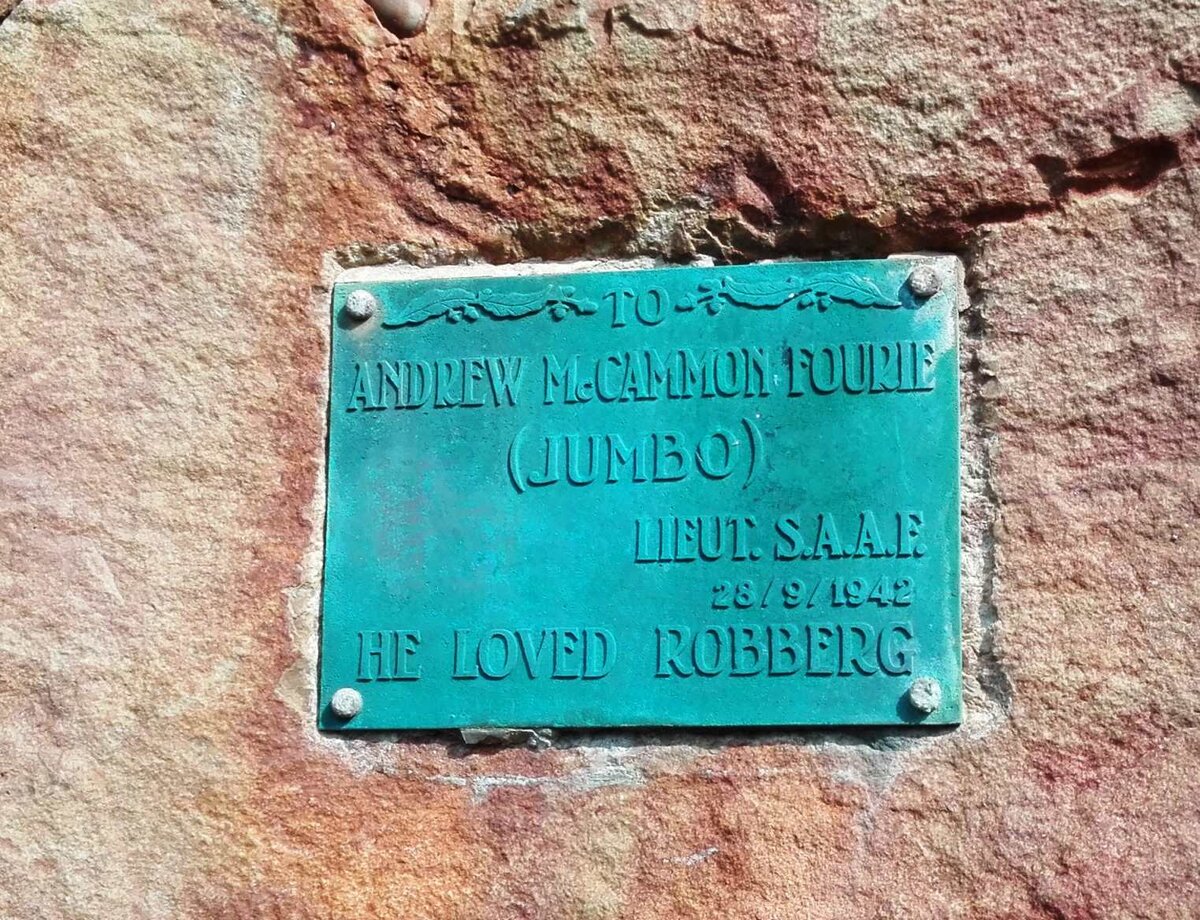 TO
ANDREW McCAMMON FOURIE
(JUMBO)
LIEUT. S.A.A.F.
28/9/1942
HE LOVED ROBBERG